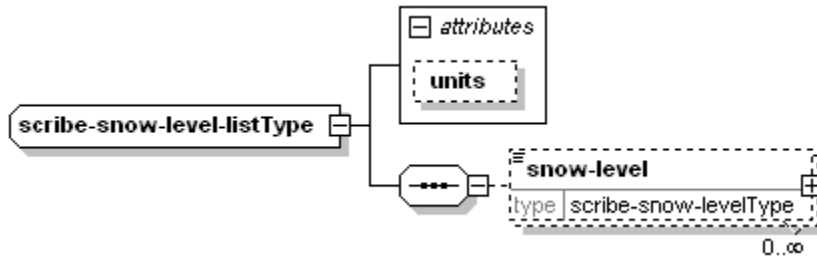 attributes
units
scribe-snow-level-listType
snow-level
type scribe-snow-levelType
0..∞